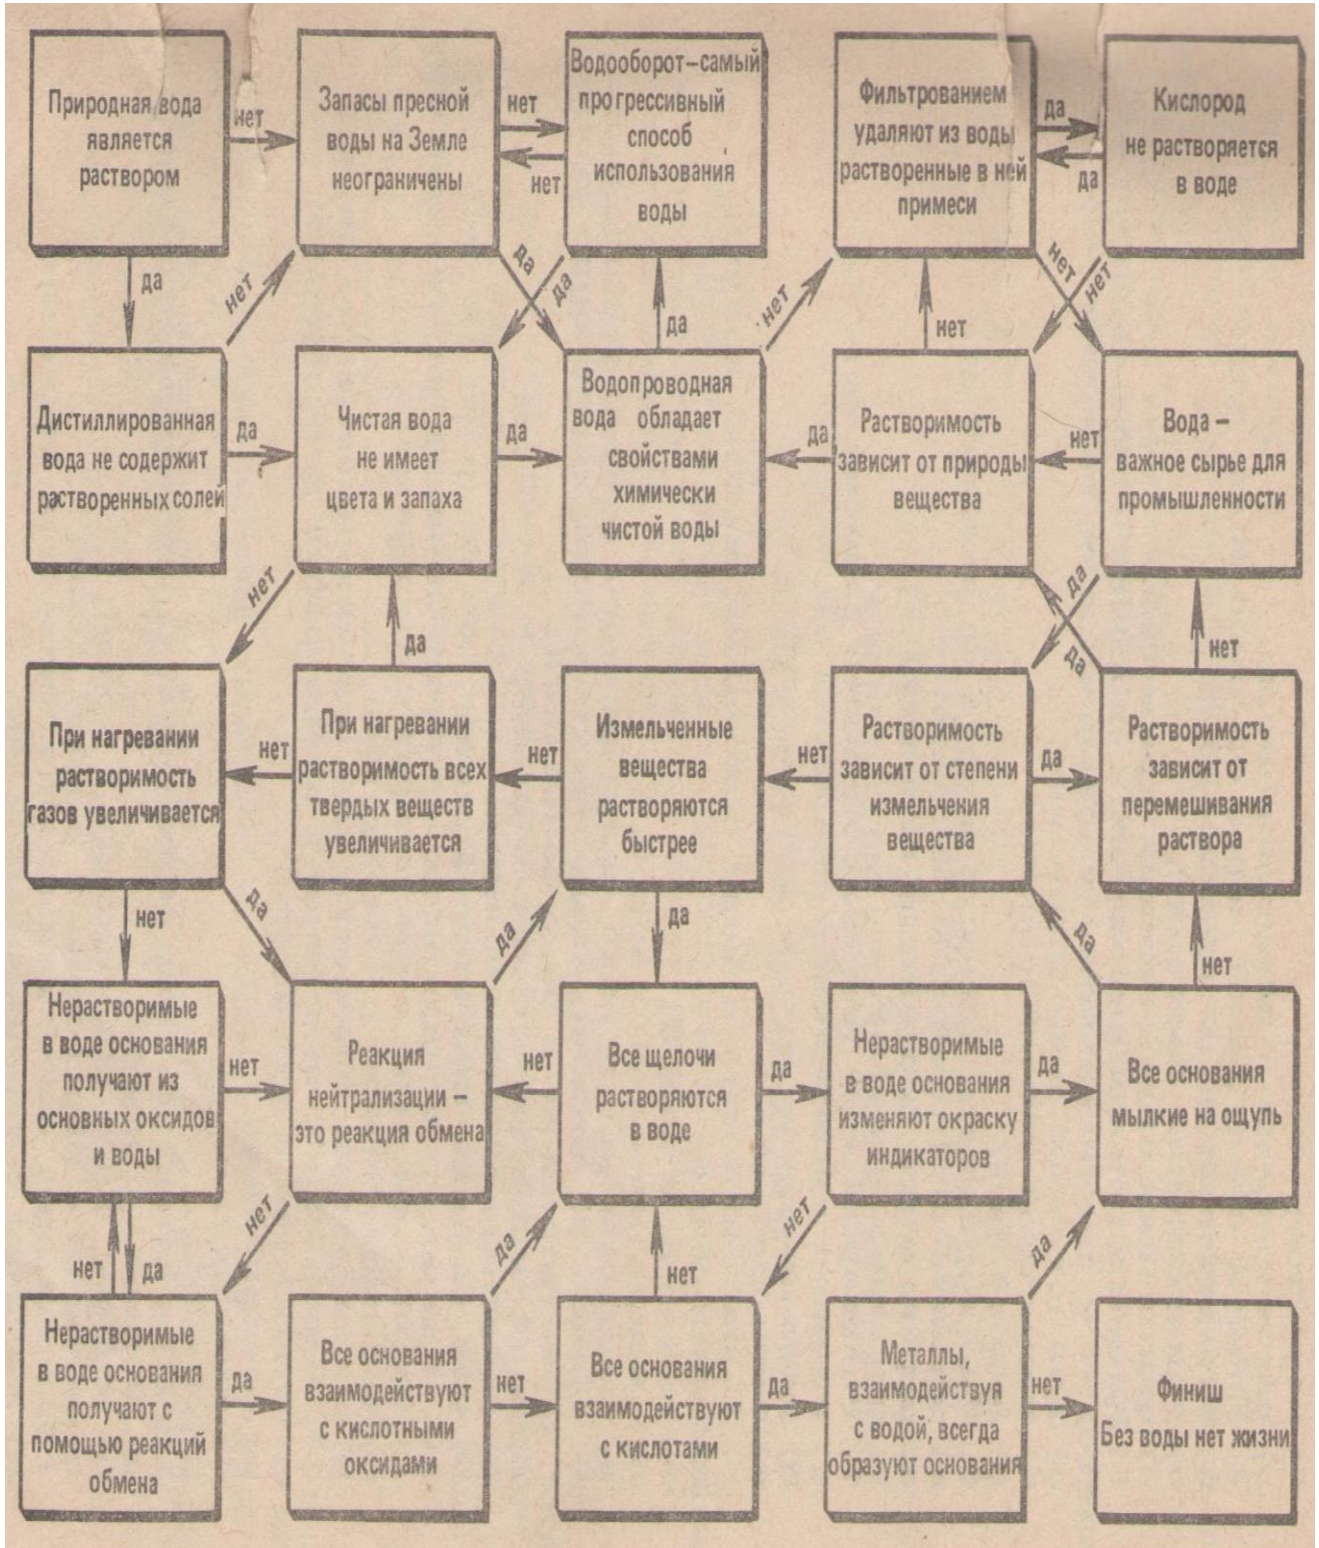 Природная вода
является
раствором
нет
Запасы пресной
воды на Земле
неограничены
нет
нет
Водооборот–самый
прогрессивный
способ
использования
воды
Фильтрованием
удаляют из воды
растворенные в ней
примеси
да
да
Кислород
не растворяется
в воде
да
нет
да
да
да
нет
нет
нет
нет
Дистиллированная
вода не содержит
растворенных солей
да
Чистая вода
не имеет
цвета и запаха
да
Водопроводная
вода обладает
свойствами
химически
чистой воды
да
Растворимость
зависит от природы
вещества
нет
Вода –
важное сырье для
промышленности
нет
да
да
да
нет
При нагревании
растворимость
газов увеличивается
нет
При нагревании
растворимость всех
твердых веществ
увеличивается
нет
Измельченные
вещества
растворяются
быстрее
нет
Растворимость
зависит от степени
измельчения
вещества
да
Растворимость
зависит от
перемешивания
раствора
нет
да
да
да
да
нет
Нерастворимые
в воде основания
получают из
основных оксидов
и воды
нет
Реакция
нейтрализации –
это реакция обмена
нет
Все щелочи
растворяются
в воде
да
Нерастворимые
в воде основания
изменяют окраску
индикаторов
да
Все основания
мылкие на ощупь
нет
да
нет
да
нет
нет
да
Нерастворимые
в воде основания
получают с
помощью реакций
обмена
да
Все основания
взаимодействуют
с кислотными
оксидами
нет
Все основания
взаимодействуют
с кислотами
да
Металлы,
взаимодействуя
с водой, всегда
образуют основания
нет
Финиш
Без воды нет жизни